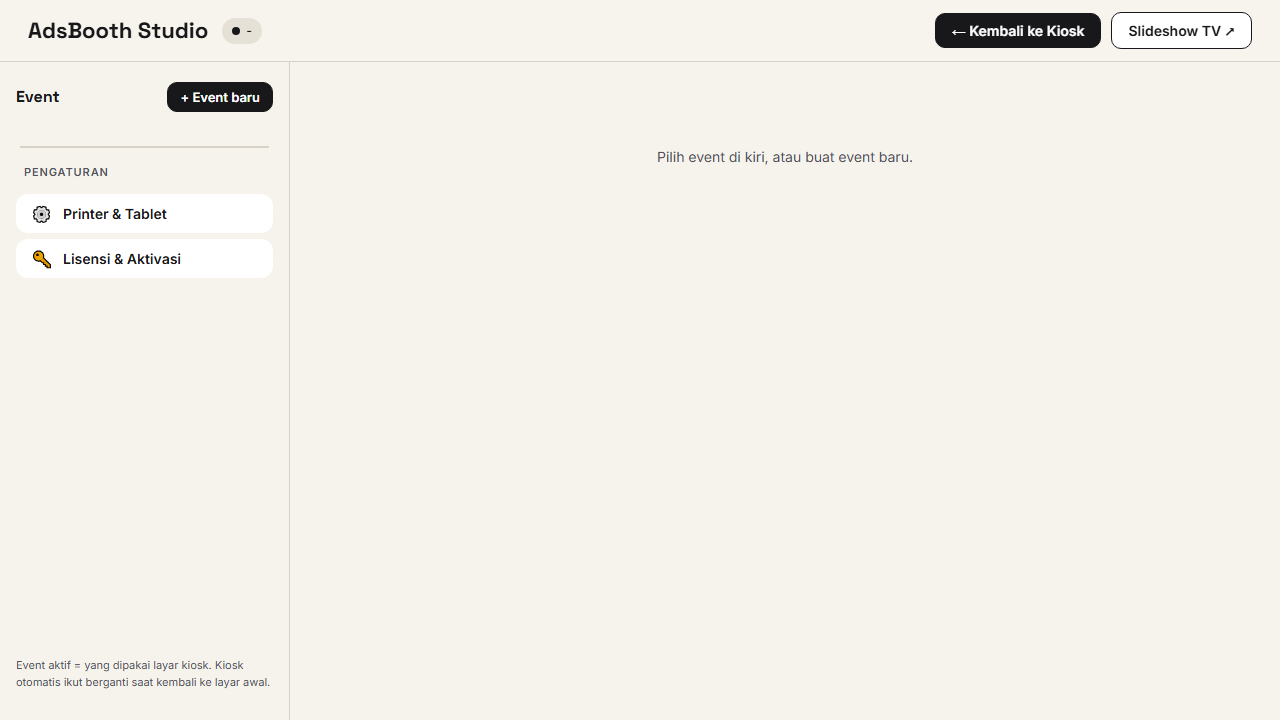 AdsBooth Studio
● -
← Kembali ke Kiosk
Slideshow TV ↗
Event
+ Event baru
PENGATURAN
Printer & Tablet
Lisensi & Aktivasi
Pilih event di kiri, atau buat event baru.
Event aktif = yang dipakai layar kiosk. Kiosk
otomatis ikut berganti saat kembali ke layar awal.